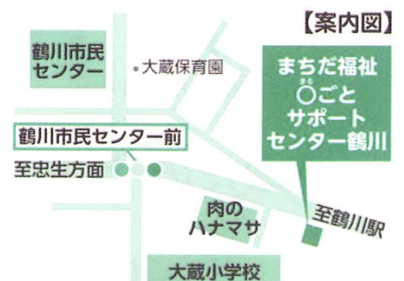 【案内図】
鶴川市民
センター
・大蔵保育園
まちだ福祉
まる
〇ごと
サポート
センター鶴川
鶴川市民センター前
至忠生方面
肉の
ハナマサ
至鶴川駅
大蔵小学校